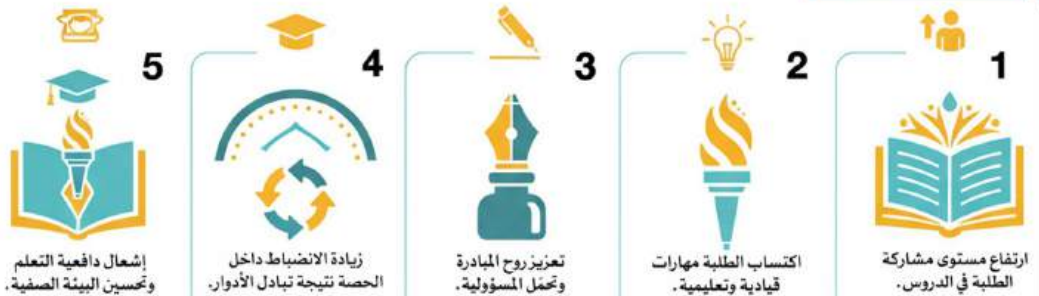 1
ارتفاع مستوى مشاركة
الطلبة في الدروس.
2
اكتساب الطلبة مهارات
قيادية وتعليمية.
3
تعزيز روح المبادرة
وتحمّل المسؤولية.
4
زيادة الانضباط داخل
الحصة نتيجة تبادل الأدوار.
5
إشعال دافعية التعلم
وتحسين البيئة الصفية.